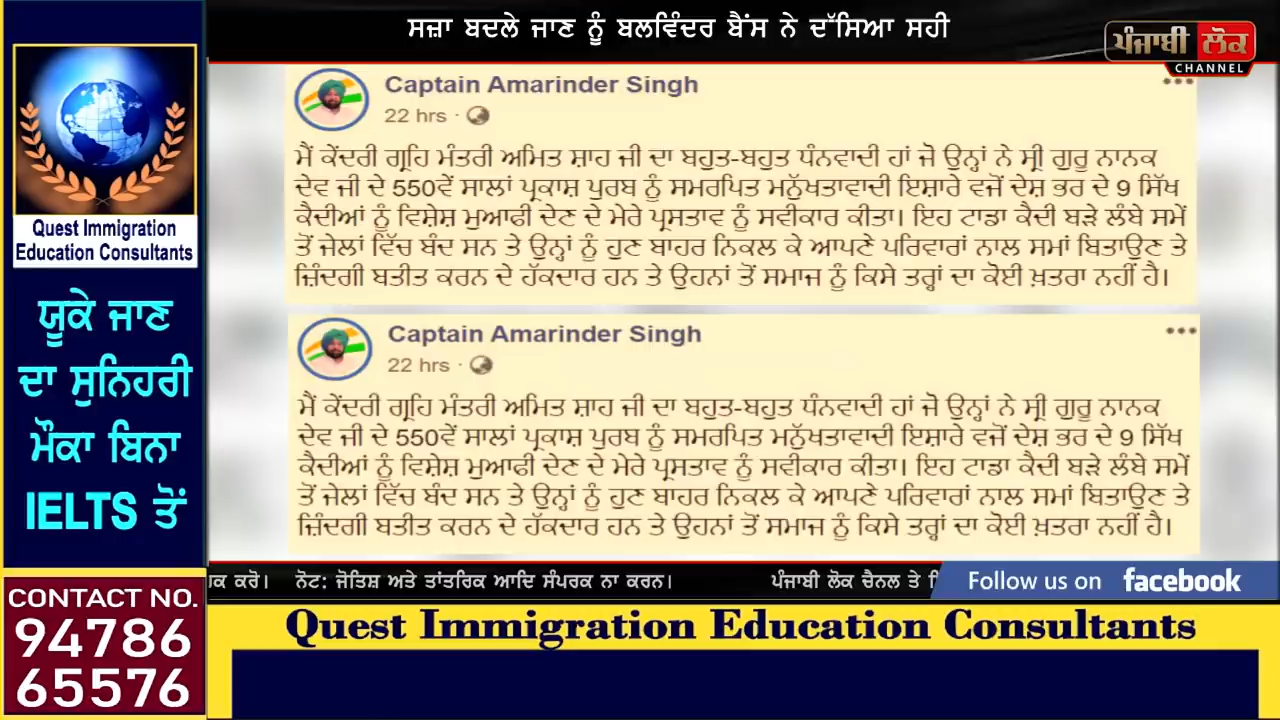 ਸਜ਼ਾ ਬਦਲੇ ਜਾਣ ਨੂੰ ਬਲਵਿੰਦਰ ਬੈਂਸ ਨੇ ਦੱਸਿਆ ਸਹੀ
ਪੰਜਾਬੀ ਲੋਕ
CHANNEL
Captain Amarinder Singh
22 hrs ·
ਮੈਂ ਕੇਂਦਰੀ ਗ੍ਰਹਿ ਮੰਤਰੀ ਅਮਿਤ ਸ਼ਾਹ ਜੀ ਦਾ ਬਹੁਤ-ਬਹੁਤ ਧੰਨਵਾਦੀ ਹਾਂ ਜੋ ਉਨ੍ਹਾਂ ਨੇ ਸ੍ਰੀ ਗੁਰੂ ਨਾਨਕ
ਦੇਵ ਜੀ ਦੇ 550ਵੇਂ ਸਾਲਾਂ ਪ੍ਰਕਾਸ਼ ਪੁਰਬ ਨੂੰ ਸਮਰਪਿਤ ਮਨੁੱਖਤਾਵਾਦੀ ਇਸ਼ਾਰੇ ਵਜੋਂ ਦੇਸ਼ ਭਰ ਦੇ 9 ਸਿੱਖ
ਕੈਦੀਆਂ ਨੂੰ ਵਿਸ਼ੇਸ਼ ਮੁਆਫੀ ਦੇਣ ਦੇ ਮੇਰੇ ਪ੍ਰਸਤਾਵ ਨੂੰ ਸਵੀਕਾਰ ਕੀਤਾ। ਇਹ ਟਾਡਾ ਕੈਦੀ ਬੜੇ ਲੰਬੇ ਸਮੇਂ
ਤੋਂ ਜੇਲਾਂ ਵਿੱਚ ਬੰਦ ਸਨ ਤੇ ਉਨ੍ਹਾਂ ਨੂੰ ਹੁਣ ਬਾਹਰ ਨਿਕਲ ਕੇ ਆਪਣੇ ਪਰਿਵਾਰਾਂ ਨਾਲ ਸਮਾਂ ਬਿਤਾਉਣ ਤੇ
ਜ਼ਿੰਦਗੀ ਬਤੀਤ ਕਰਨ ਦੇ ਹੱਕਦਾਰ ਹਨ ਤੇ ਉਹਨਾਂ ਤੋਂ ਸਮਾਜ ਨੂੰ ਕਿਸੇ ਤਰ੍ਹਾਂ ਦਾ ਕੋਈ ਖ਼ਤਰਾ ਨਹੀਂ ਹੈ।
Captain Amarinder Singh
22 hrs ·
ਮੈਂ ਕੇਂਦਰੀ ਗ੍ਰਹਿ ਮੰਤਰੀ ਅਮਿਤ ਸ਼ਾਹ ਜੀ ਦਾ ਬਹੁਤ-ਬਹੁਤ ਧੰਨਵਾਦੀ ਹਾਂ ਜੋ ਉਨ੍ਹਾਂ ਨੇ ਸ੍ਰੀ ਗੁਰੂ ਨਾਨਕ
ਦੇਵ ਜੀ ਦੇ 550ਵੇਂ ਸਾਲਾਂ ਪ੍ਰਕਾਸ਼ ਪੁਰਬ ਨੂੰ ਸਮਰਪਿਤ ਮਨੁੱਖਤਾਵਾਦੀ ਇਸ਼ਾਰੇ ਵਜੋਂ ਦੇਸ਼ ਭਰ ਦੇ 9 ਸਿੱਖ
ਕੈਦੀਆਂ ਨੂੰ ਵਿਸ਼ੇਸ਼ ਮੁਆਫੀ ਦੇਣ ਦੇ ਮੇਰੇ ਪ੍ਰਸਤਾਵ ਨੂੰ ਸਵੀਕਾਰ ਕੀਤਾ। ਇਹ ਟਾਡਾ ਕੈਦੀ ਬੜੇ ਲੰਬੇ ਸਮੇਂ
ਤੋਂ ਜੇਲਾਂ ਵਿੱਚ ਬੰਦ ਸਨ ਤੇ ਉਨ੍ਹਾਂ ਨੂੰ ਹੁਣ ਬਾਹਰ ਨਿਕਲ ਕੇ ਆਪਣੇ ਪਰਿਵਾਰਾਂ ਨਾਲ ਸਮਾਂ ਬਿਤਾਉਣ ਤੇ
ਜ਼ਿੰਦਗੀ ਬਤੀਤ ਕਰਨ ਦੇ ਹੱਕਦਾਰ ਹਨ ਤੇ ਉਹਨਾਂ ਤੋਂ ਸਮਾਜ ਨੂੰ ਕਿਸੇ ਤਰ੍ਹਾਂ ਦਾ ਕੋਈ ਖ਼ਤਰਾ ਨਹੀਂ ਹੈ।
Quest Immigration
Education Consultants
ਯੂਕੇ ਜਾਣ
ਦਾ ਸੁਨਿਹਰੀ
ਮੌਕਾ ਬਿਨਾ
IELTS ਤੋਂ
CONTACT NO.
94786
65576
ਕਰੋ। ਨੋਟ: ਜੋਤਿਸ਼ ਅਤੇ ਤਾਂਤਰਿਕ ਆਦਿ ਸੰਪਰਕ ਨਾ ਕਰਨ। ਪੰਜਾਬੀ ਲੋਕ ਚੈਨਲ ਤੇ
Follow us on facebook
Quest Immigration Education Consultants